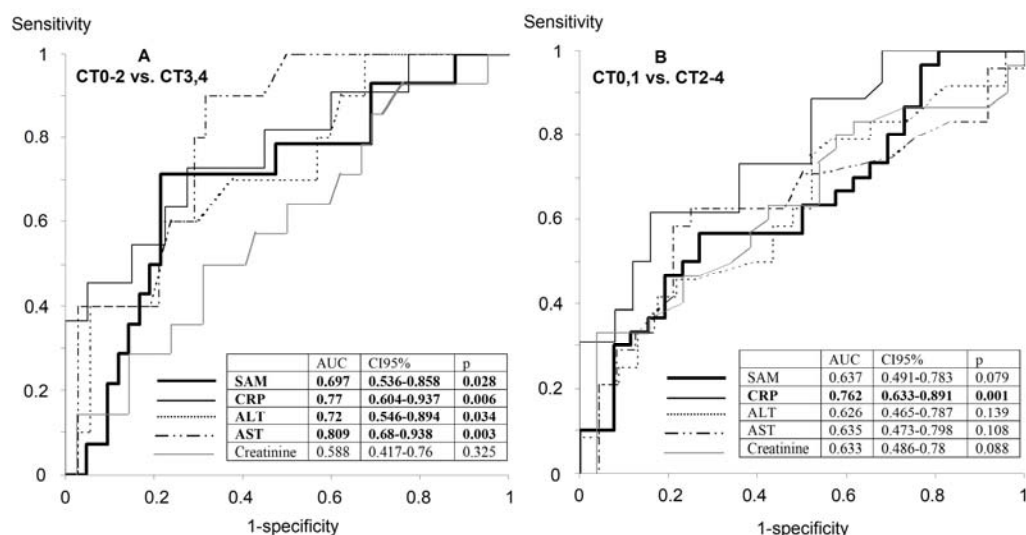 Sensitivity
A
CT0-2 vs. CT3,4
1
0.8
0.6
0.4
0.2
0
AUC CI95% p
SAM 0.697 0.536-0.858 0.028
CRP 0.77 0.604-0.937 0.006
ALT 0.72 0.546-0.894 0.034
AST 0.809 0.68-0.938 0.003
Creatinine 0.588 0.417-0.76 0.325
0 0.2 0.4 0.6 0.8 1
1-specificity
Sensitivity
B
CT0,1 vs. CT2-4
1
0.8
0.6
0.4
0.2
0
AUC CI95% p
SAM 0.637 0.491-0.783 0.079
CRP 0.762 0.633-0.891 0.001
ALT 0.626 0.465-0.787 0.139
AST 0.635 0.473-0.798 0.108
Creatinine 0.633 0.486-0.78 0.088
0.2 0.4 0.6 0.8 1
1-specificity